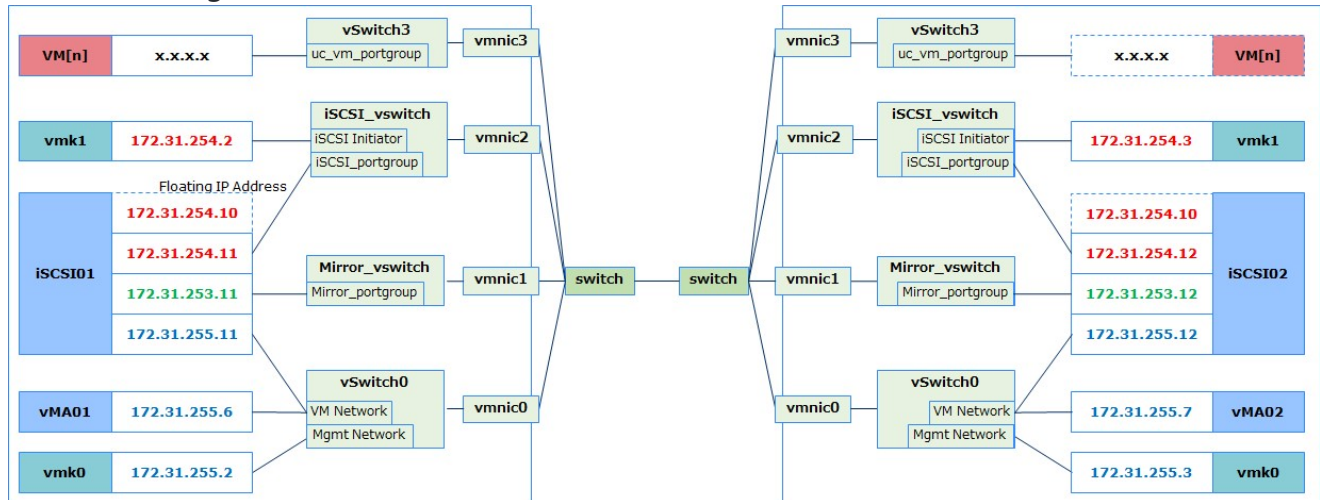 vSwitch3
VM[n]
x.x.x.x
uc_vm_portgroup
vmnic3
iSCSI_vswitch
vmk1
172.31.254.2
iSCSI Initiator
iSCSI_portgroup
vmnic2
Floating IP Address
iSCSI01
172.31.254.10
172.31.254.11
172.31.253.11
172.31.255.11
Mirror_vswitch
Mirror_portgroup
vmnic1
switch
vSwitch0
vMA01
172.31.255.6
VM Network
Mgmt Network
vmnic0
vmk0
172.31.255.2
vSwitch3
vmnic3
uc_vm_portgroup
x.x.x.x
VM[n]
iSCSI_vswitch
vmnic2
iSCSI Initiator
iSCSI_portgroup
172.31.254.3
vmk1
172.31.254.10
172.31.254.12
172.31.253.12
172.31.255.12
iSCSI02
Mirror_vswitch
switch
vmnic1
Mirror_portgroup
vSwitch0
vmnic0
VM Network
Mgmt Network
172.31.255.7
vMA02
172.31.255.3
vmk0